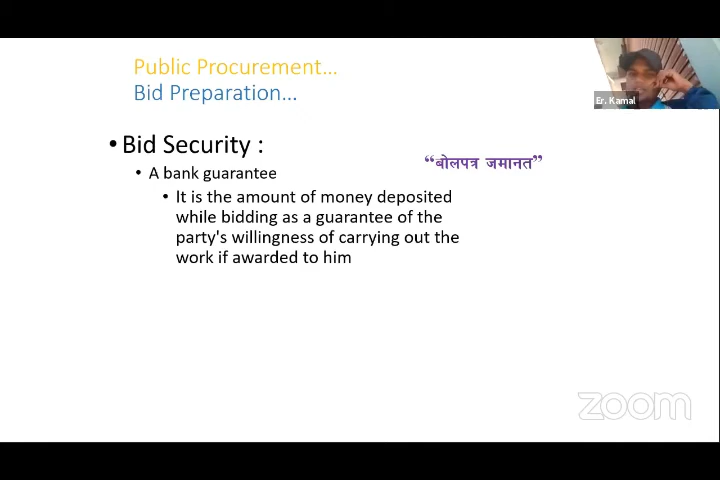 Public Procurement...
Bid Preparation...
Er. Kamal
• Bid Security :
“बोलपत्र जमानत”
• A bank guarantee
• It is the amount of money deposited
while bidding as a guarantee of the
party's willingness of carrying out the
work if awarded to him
zoom